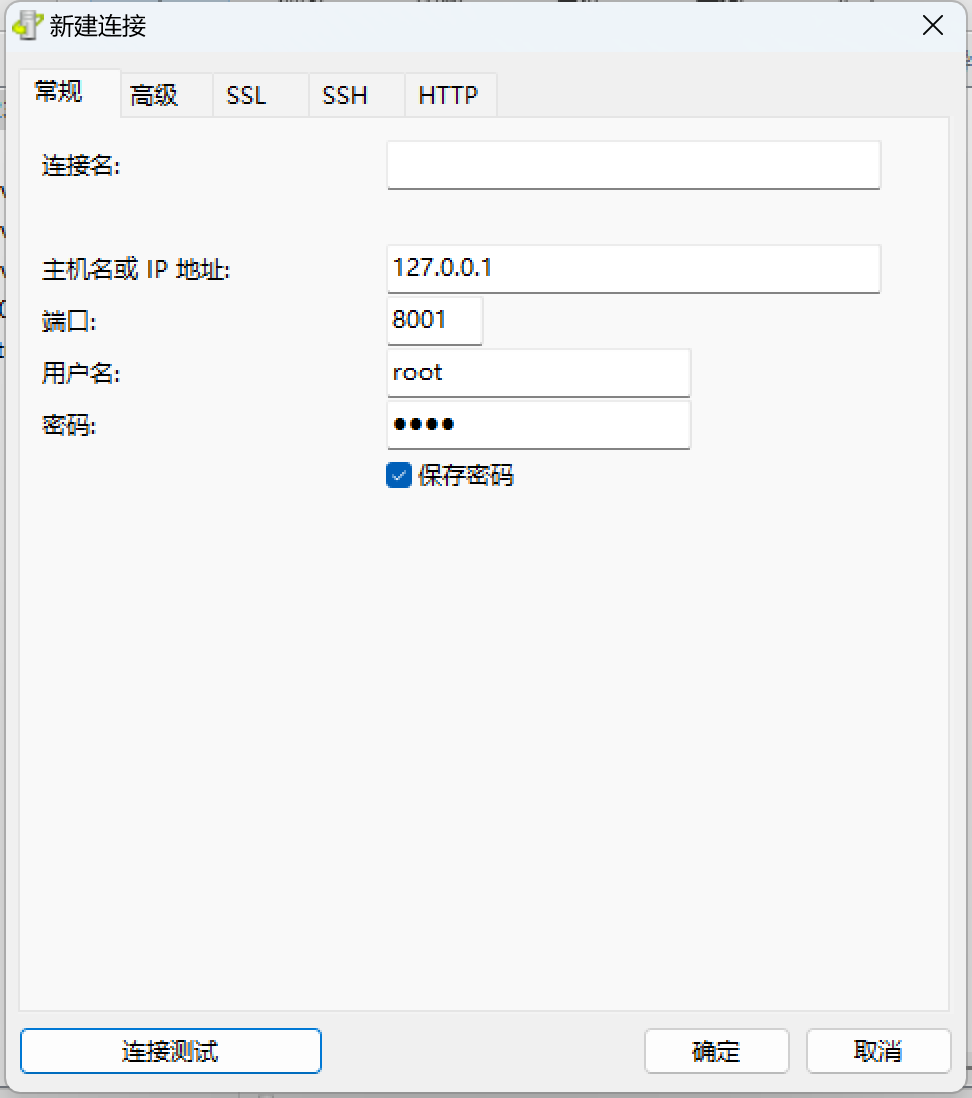 新建连接
常规
高级
SSL
SSH
HTTP
连接名:
主机名或 IP 地址:
127.0.0.1
端口:
8001
用户名:
root
密码:
●●●●
保存密码
连接测试
确定
取消